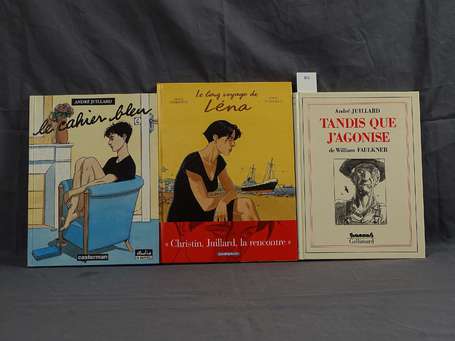 ANDRÉ JUILLARD
le cahier bleu
casterman
Le long voyage de
Léna
« Christin, Juillard, la rencontre »
André JUILLARD
TANDIS QUE
J'AGONISE
de William FAULKNER
Futuropolis
Gallimard